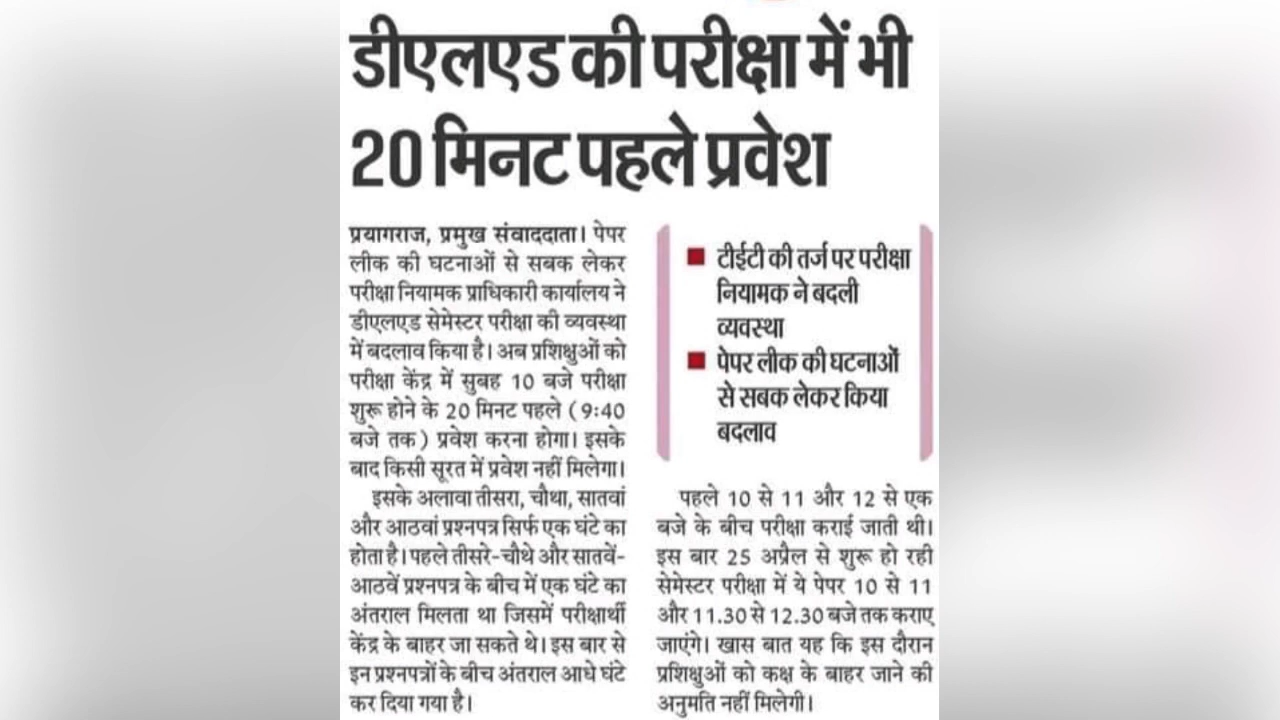 डीएलएड की परीक्षा में भी
20 मिनट पहले प्रवेश
प्रयागराज, प्रमुख संवाददाता। पेपर
लीक की घटनाओं से सबक लेकर
परीक्षा नियामक प्राधिकारी कार्यालय ने
डीएलएड सेमेस्टर परीक्षा की व्यवस्था
में बदलाव किया है। अब प्रशिक्षुओं को
परीक्षा केंद्र में सुबह 10 बजे परीक्षा
शुरू होने के 20 मिनट पहले (9:40
बजे तक) प्रवेश करना होगा। इसके
बाद किसी सूरत में प्रवेश नहीं मिलेगा।
इसके अलावा तीसरा, चौथा, सातवां
और आठवां प्रश्नपत्र सिर्फ एक घंटे का
होता है। पहले तीसरे-चौथे और सातवें-
आठवें प्रश्नपत्र के बीच में एक घंटे का
अंतराल मिलता था जिसमें परीक्षार्थी
केंद्र के बाहर जा सकते थे। इस बार से
इन प्रश्नपत्रों के बीच अंतराल आधे घंटे
कर दिया गया है।
■ टीईटी की तर्ज पर परीक्षा
नियामक ने बदली
व्यवस्था
■ पेपर लीक की घटनाओं
से सबक लेकर किया
बदलाव
पहले 10 से 11 और 12 से एक
बजे के बीच परीक्षा कराई जाती थी।
इस बार 25 अप्रैल से शुरू हो रही
सेमेस्टर परीक्षा में ये पेपर 10 से 11
और 11.30 से 12.30 बजे तक कराए
जाएंगे। खास बात यह कि इस दौरान
प्रशिक्षुओं को कक्ष के बाहर जाने की
अनुमति नहीं मिलेगी।